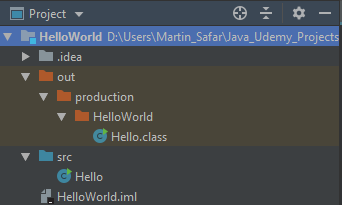 Project
HelloWorld D:\Users\Martin_Safar\Java_Udemy_Projects
.idea
out
production
HelloWorld
Hello.class
src
Hello
HelloWorld.iml